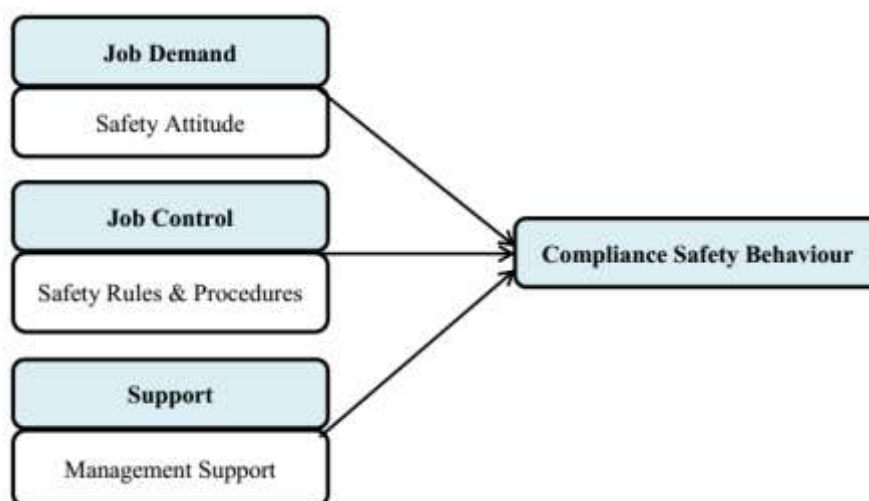 Job Demand
Safety Attitude
Job Control
Safety Rules & Procedures
Support
Management Support
Compliance Safety Behaviour